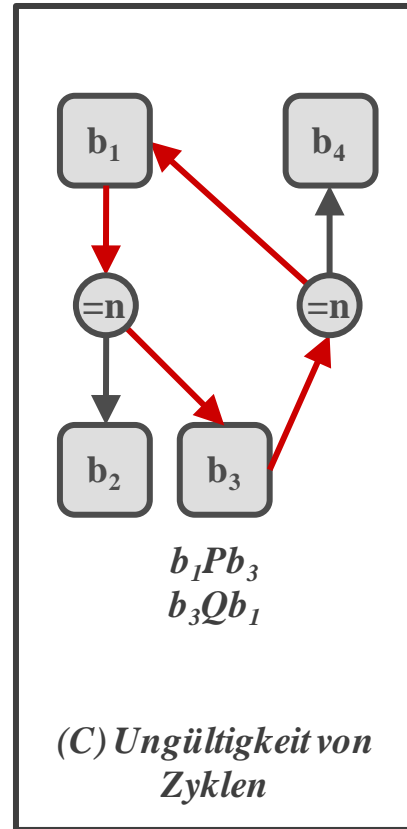 b₁ b₄
=n =n
b₂ b₃
b₁Pb₃
b₃Qb₁
(C) Ungültigkeit von
Zyklen